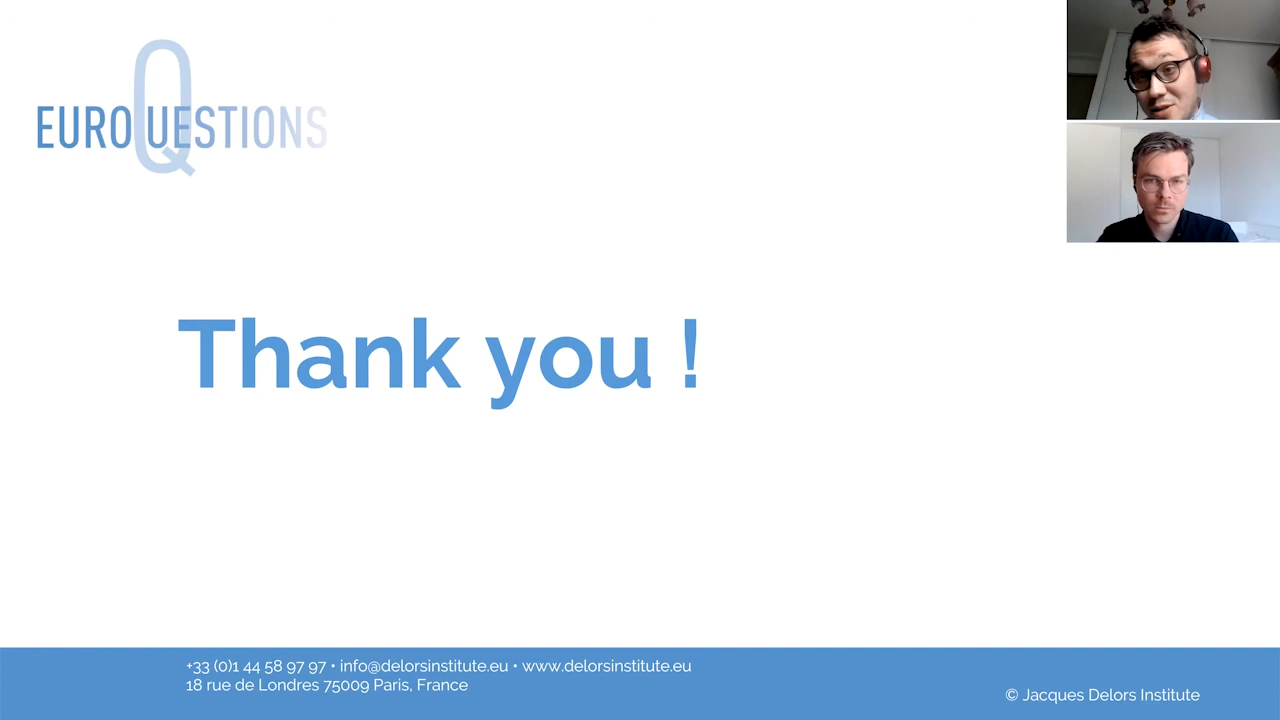 EUROQUESTIONS
Thank you !
+33 (0)1 44 58 97 97 • info@delorsinstitute.eu • www.delorsinstitute.eu
18 rue de Londres 75009 Paris, France
© Jacques Delors Institute